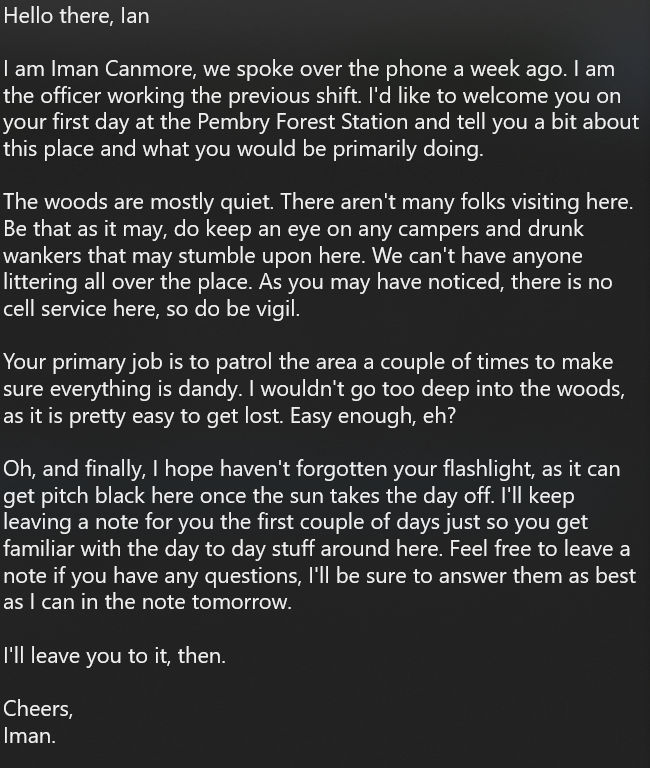 Hello there, Ian
I am Iman Canmore, we spoke over the phone a week ago. I am
the officer working the previous shift. I'd like to welcome you on
your first day at the Pembry Forest Station and tell you a bit about
this place and what you would be primarily doing.
The woods are mostly quiet. There aren't many folks visiting here.
Be that as it may, do keep an eye on any campers and drunk
wankers that may stumble upon here. We can't have anyone
littering all over the place. As you may have noticed, there is no
cell service here, so do be vigil.
Your primary job is to patrol the area a couple of times to make
sure everything is dandy. I wouldn't go too deep into the woods,
as it is pretty easy to get lost. Easy enough, eh?
Oh, and finally, I hope haven't forgotten your flashlight, as it can
get pitch black here once the sun takes the day off. I'll keep
leaving a note for you the first couple of days just so you get
familiar with the day to day stuff around here. Feel free to leave a
note if you have any questions, I'll be sure to answer them as best
as I can in the note tomorrow.
I'll leave you to it, then.
Cheers,
Iman.